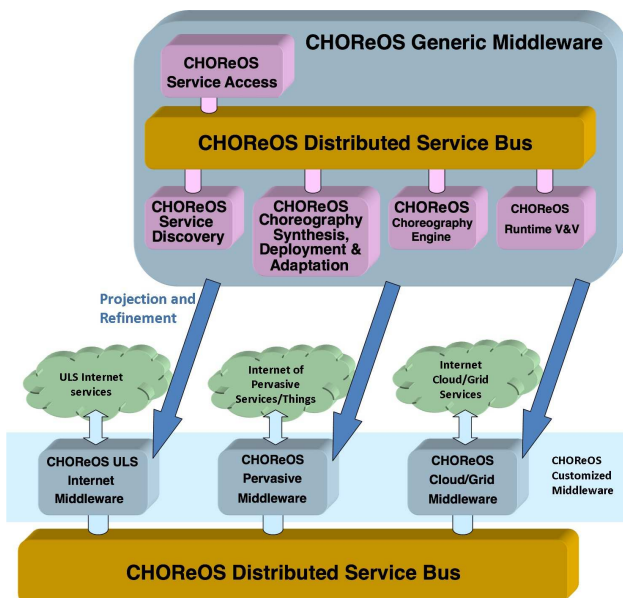 CHOReOS Generic Middleware
CHOReOS
Service Access
CHOReOS Distributed Service Bus
CHOReOS
Service
Discovery
CHOReOS
Choreography
Synthesis,
Deployment &
Adaptation
CHOReOS
Choreography
Engine
CHOReOS
Runtime V&V
Projection and
Refinement
ULS Internet
services
Internet of
Pervasive
Services/Things
Internet
Cloud/Grid
Services
CHOReOS ULS
Internet
Middleware
CHOReOS
Pervasive
Middleware
CHOReOS
Cloud/Grid
Middleware
CHOReOS
Customized
Middleware
CHOReOS Distributed Service Bus